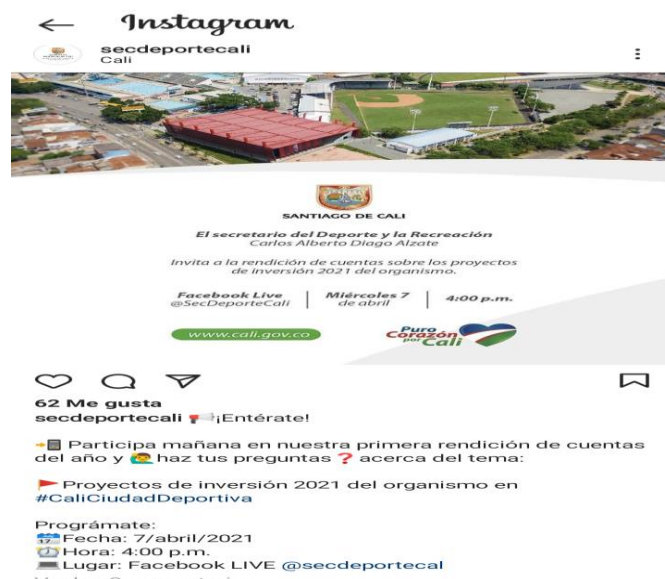 Instagram
secdeportecali
Cali
SANTIAGO DE CALI
El secretario del Deporte y la Recreación
Carlos Alberto Diago Alzate
Invita a la rendición de cuentas sobre los proyectos
de inversión 2021 del organismo.
Facebook Live
@SecDeporteCali
Miércoles 7
de abril
4:00 p.m.
www.cali.gov.co
Puro
Corazón
por Cali
62 Me gusta
secdeportecali 📢¡Entérate!
Participa mañana en nuestra primera rendición de cuentas
del año y 🙋‍♂️ haz tus preguntas ❓ acerca del tema:
🚩 Proyectos de inversión 2021 del organismo en
#CaliCiudadDeportiva
Prográmate:
📅Fecha: 7/abril/2021
⏰Hora: 4:00 p.m.
💻Lugar: Facebook LIVE @secdeportecal